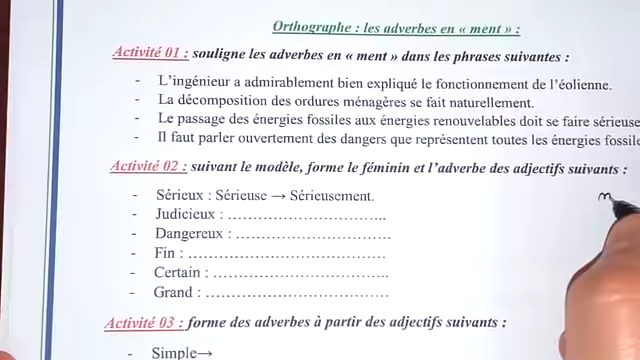 Orthographe : les adverbes en « ment » :
Activité 01 : souligne les adverbes en « ment » dans les phrases suivantes :
- L'ingénieur a admirablement bien expliqué le fonctionnement de l'éolienne.
- La décomposition des ordures ménagères se fait naturellement.
- Le passage des énergies fossiles aux énergies renouvelables doit se faire sérieuse
- Il faut parler ouvertement des dangers que représentent toutes les énergies fossile
Activité 02 : suivant le modèle, forme le féminin et l'adverbe des adjectifs suivants :
- Sérieux : Sérieuse → Sérieusement.
- Judicieux : ………………………..
- Dangereux : ………………………
- Fin : ………………………………
- Certain : …………………………..
- Grand : ……………………………
Activité 03 : forme des adverbes à partir des adjectifs suivants :
- Simple→